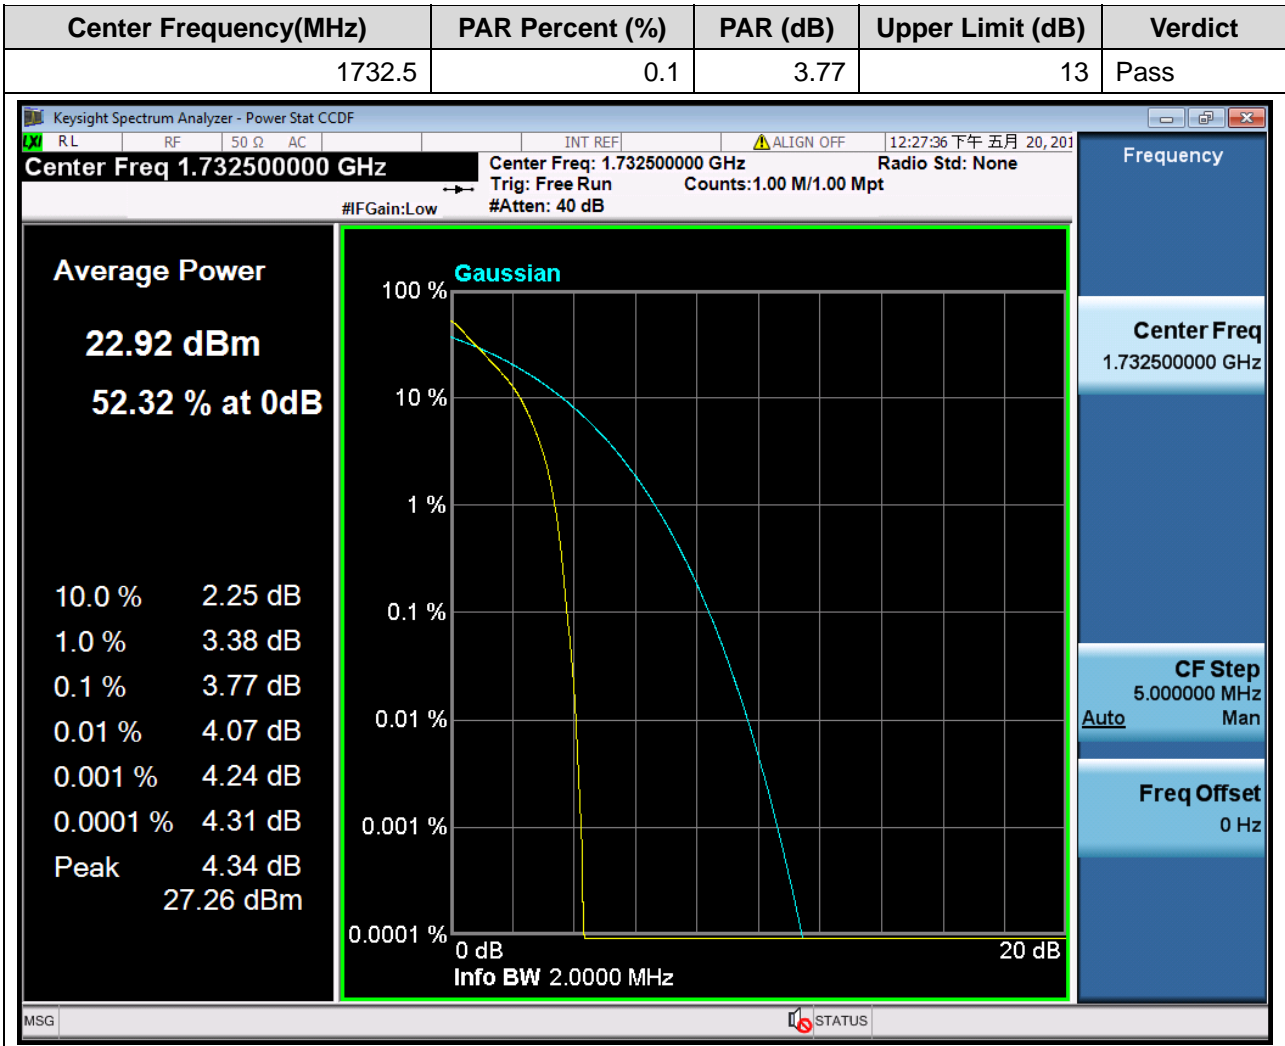 Center Frequency(MHz) PAR Percent (%) PAR (dB) Upper Limit (dB) Verdict
1732.5 0.1 3.77 13 Pass
Keysight Spectrum Analyzer - Power Stat CCDF
LXI RL RF 50 Ω AC INT REF ALIGN OFF 12:27:36 下午 五月 20, 201
Center Freq 1.732500000 GHz
Center Freq: 1.732500000 GHz Radio Std: None
Trig: Free Run Counts:1.00 M/1.00 Mpt
#IFGain:Low #Atten: 40 dB
Average Power
22.92 dBm
52.32 % at 0dB
10.0 % 2.25 dB
1.0 % 3.38 dB
0.1 % 3.77 dB
0.01 % 4.07 dB
0.001 % 4.24 dB
0.0001 % 4.31 dB
Peak 4.34 dB
27.26 dBm
Gaussian
100 %
10 %
1 %
0.1 %
0.01 %
0.001 %
0.0001 %
0 dB 20 dB
Info BW 2.0000 MHz
Frequency
Center Freq
1.732500000 GHz
CF Step
5.000000 MHz
Auto Man
Freq Offset
0 Hz
MSG STATUS